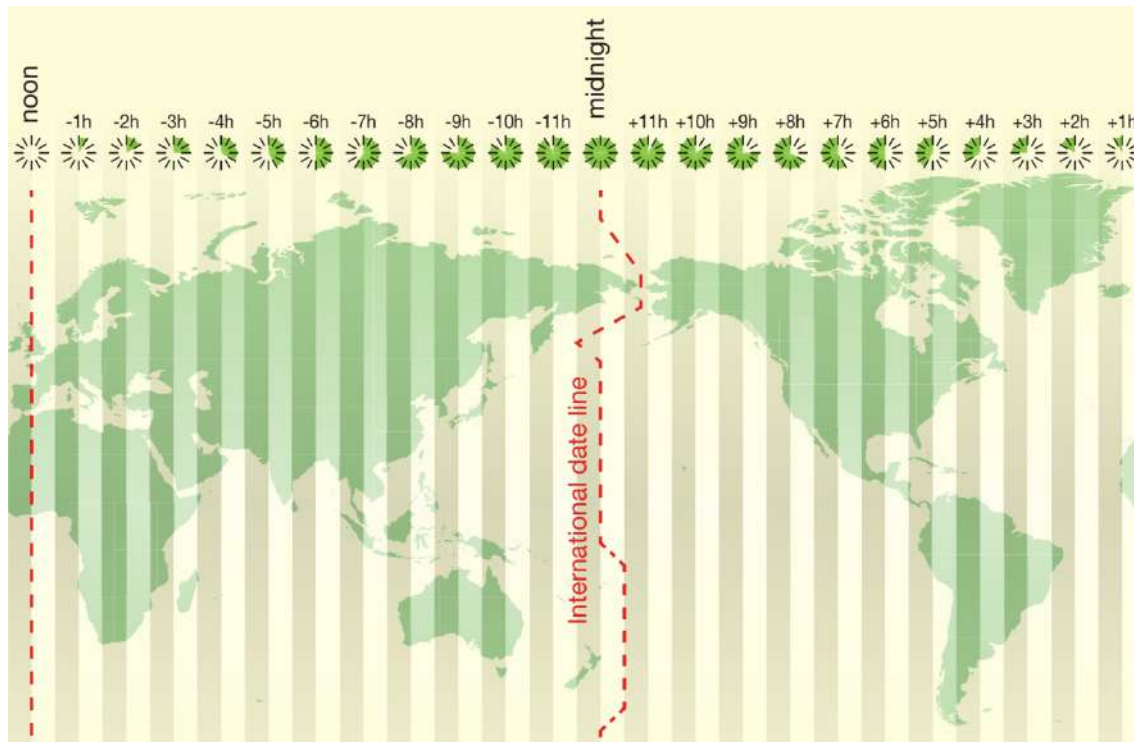 noon
-1h
-2h
-3h
-4h
-5h
-6h
-7h
-8h
-9h
-10h
-11h
midnight
+11h
+10h
+9h
+8h
+7h
+6h
+5h
+4h
+3h
+2h
+1h
International date line